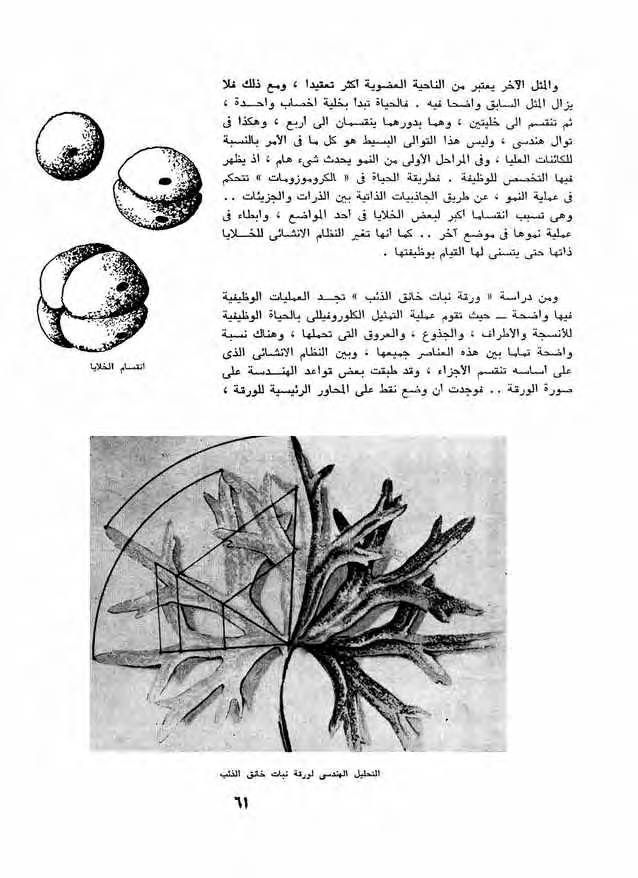 والمثل الآخر يعتبر من الناحية العضوية أكثر تعقيدا ، ومع ذلك فلا
يزال المثل السابق واضحا فيه . فالحياة تبدأ بخلية أحياب واحدة ،
ثم تنقسم الى خليتين ، وهما بدورهما ينقسمان الى أربع ، وهكذا فى
توال هندسى ، وليس هذا التوالى البسيط هو كل ما فى الأمر بالنسبة
للكائنات العليا ، وفى المراحل الأولى من النمو يحدث شىء هام ، اذ يظهر
فيها التخصص للوظيفة . فطريقة الحياة فى « الكروموزومات » تتحكم
فى عملية النمو ، عن طريق الجاذبيات الذاتية بين الذرات والجزيئات . .
وهى تسبب انقساما أكبر لبعض الخلايا فى أحد المواضع ، وإبطاء فى
عملية نموها فى موضع آخر . . كما أنها تغير النظام الانشائى للخلايا
ذاتها حتى يتسنى لها القيام بوظيفتها .
ومن دراسة « ورقة نبات خانق الذئب » تجد العمليات الوظيفية
فيها واضحة — حيث تقوم عملية التمثيل الكلوروفيللى بالحياة الوظيفية
للأنسجة والأطراف ، والجذوع ، والعروق التى تحملها ، وهناك نسبة
واضحة تماما بين هذه العناصر جميعها ، وبين النظام الانشائى الذى
على أساسه تنقسم الأجزاء ، وقد طبقت بعض قواعد الهندسة على
صورة الورقة . . فوجدت أن وضع نقط على المحاور الرئيسية للورقة ،
انقسام الخلايا
التحليل الهندسى لورقة نبات خانق الذئب
٦١